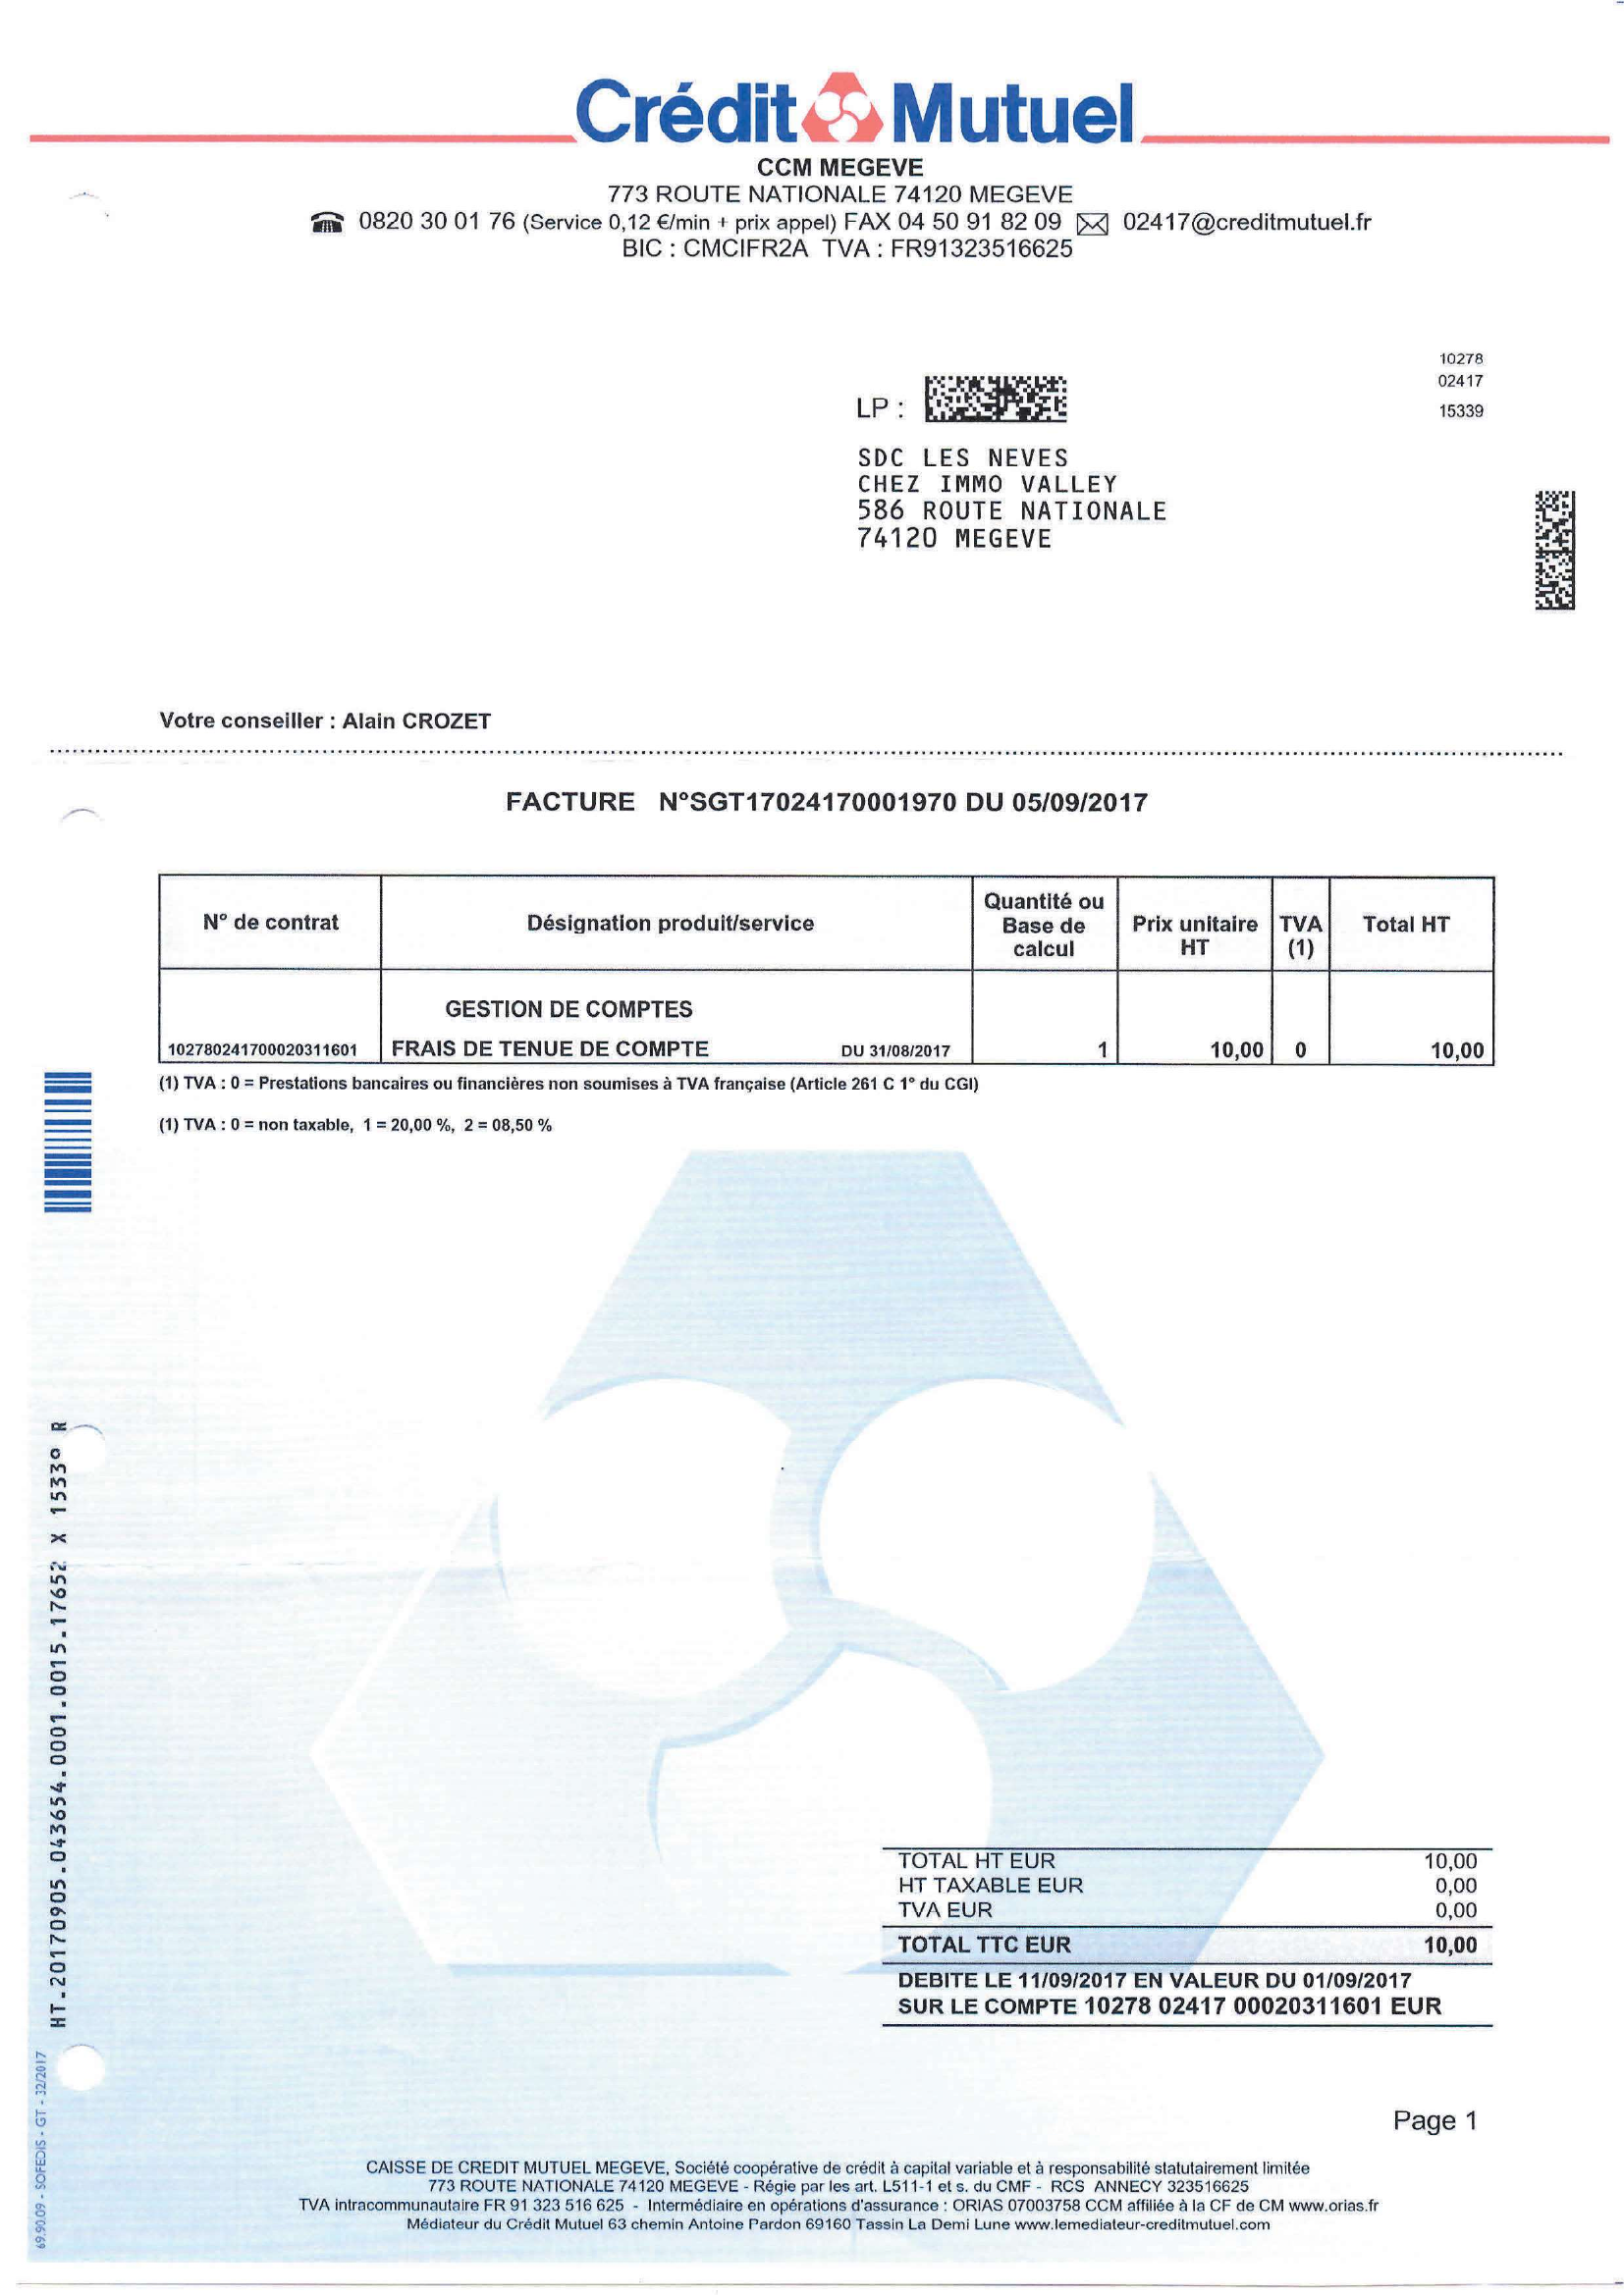 Crédit Mutuel
CCM MEGEVE
773 ROUTE NATIONALE 74120 MEGEVE
0820 30 01 76 (Service 0,12 €/min + prix appel) FAX 04 50 91 82 09 02417@creditmutuel.fr
BIC : CMCIFR2A TVA : FR91323516625
10278
02417
15339
LP :
SDC LES NEVES
CHEZ IMMO VALLEY
586 ROUTE NATIONALE
74120 MEGEVE
Votre conseiller : Alain CROZET
FACTURE N°SGT17024170001970 DU 05/09/2017
N° de contrat Désignation produit/service Quantité ou Base de calcul Prix unitaire HT TVA (1) Total HT
GESTION DE COMPTES
102780241700020311601 FRAIS DE TENUE DE COMPTE DU 31/08/2017 1 10,00 0 10,00
(1) TVA : 0 = Prestations bancaires ou financières non soumises à TVA française (Article 261 C 1° du CGI)
(1) TVA : 0 = non taxable, 1 = 20,00 %, 2 = 08,50 %
HT.20170905.043654.0001.0015.17652 X 15339 R
69.90.09 - SOFEDIS - GT - 32/2017
TOTAL HT EUR 10,00
HT TAXABLE EUR 0,00
TVA EUR 0,00
TOTAL TTC EUR 10,00
DEBITE LE 11/09/2017 EN VALEUR DU 01/09/2017
SUR LE COMPTE 10278 02417 00020311601 EUR
Page 1
CAISSE DE CREDIT MUTUEL MEGEVE, Société coopérative de crédit à capital variable et à responsabilité statutairement limitée
773 ROUTE NATIONALE 74120 MEGEVE - Régie par les art. L511-1 et s. du CMF - RCS ANNECY 323516625
TVA intracommunautaire FR 91 323 516 625 - Intermédiaire en opérations d'assurance : ORIAS 07003758 CCM affiliée à la CF de CM www.orias.fr
Médiateur du Crédit Mutuel 63 chemin Antoine Pardon 69160 Tassin La Demi Lune www.lemediateur-creditmutuel.com